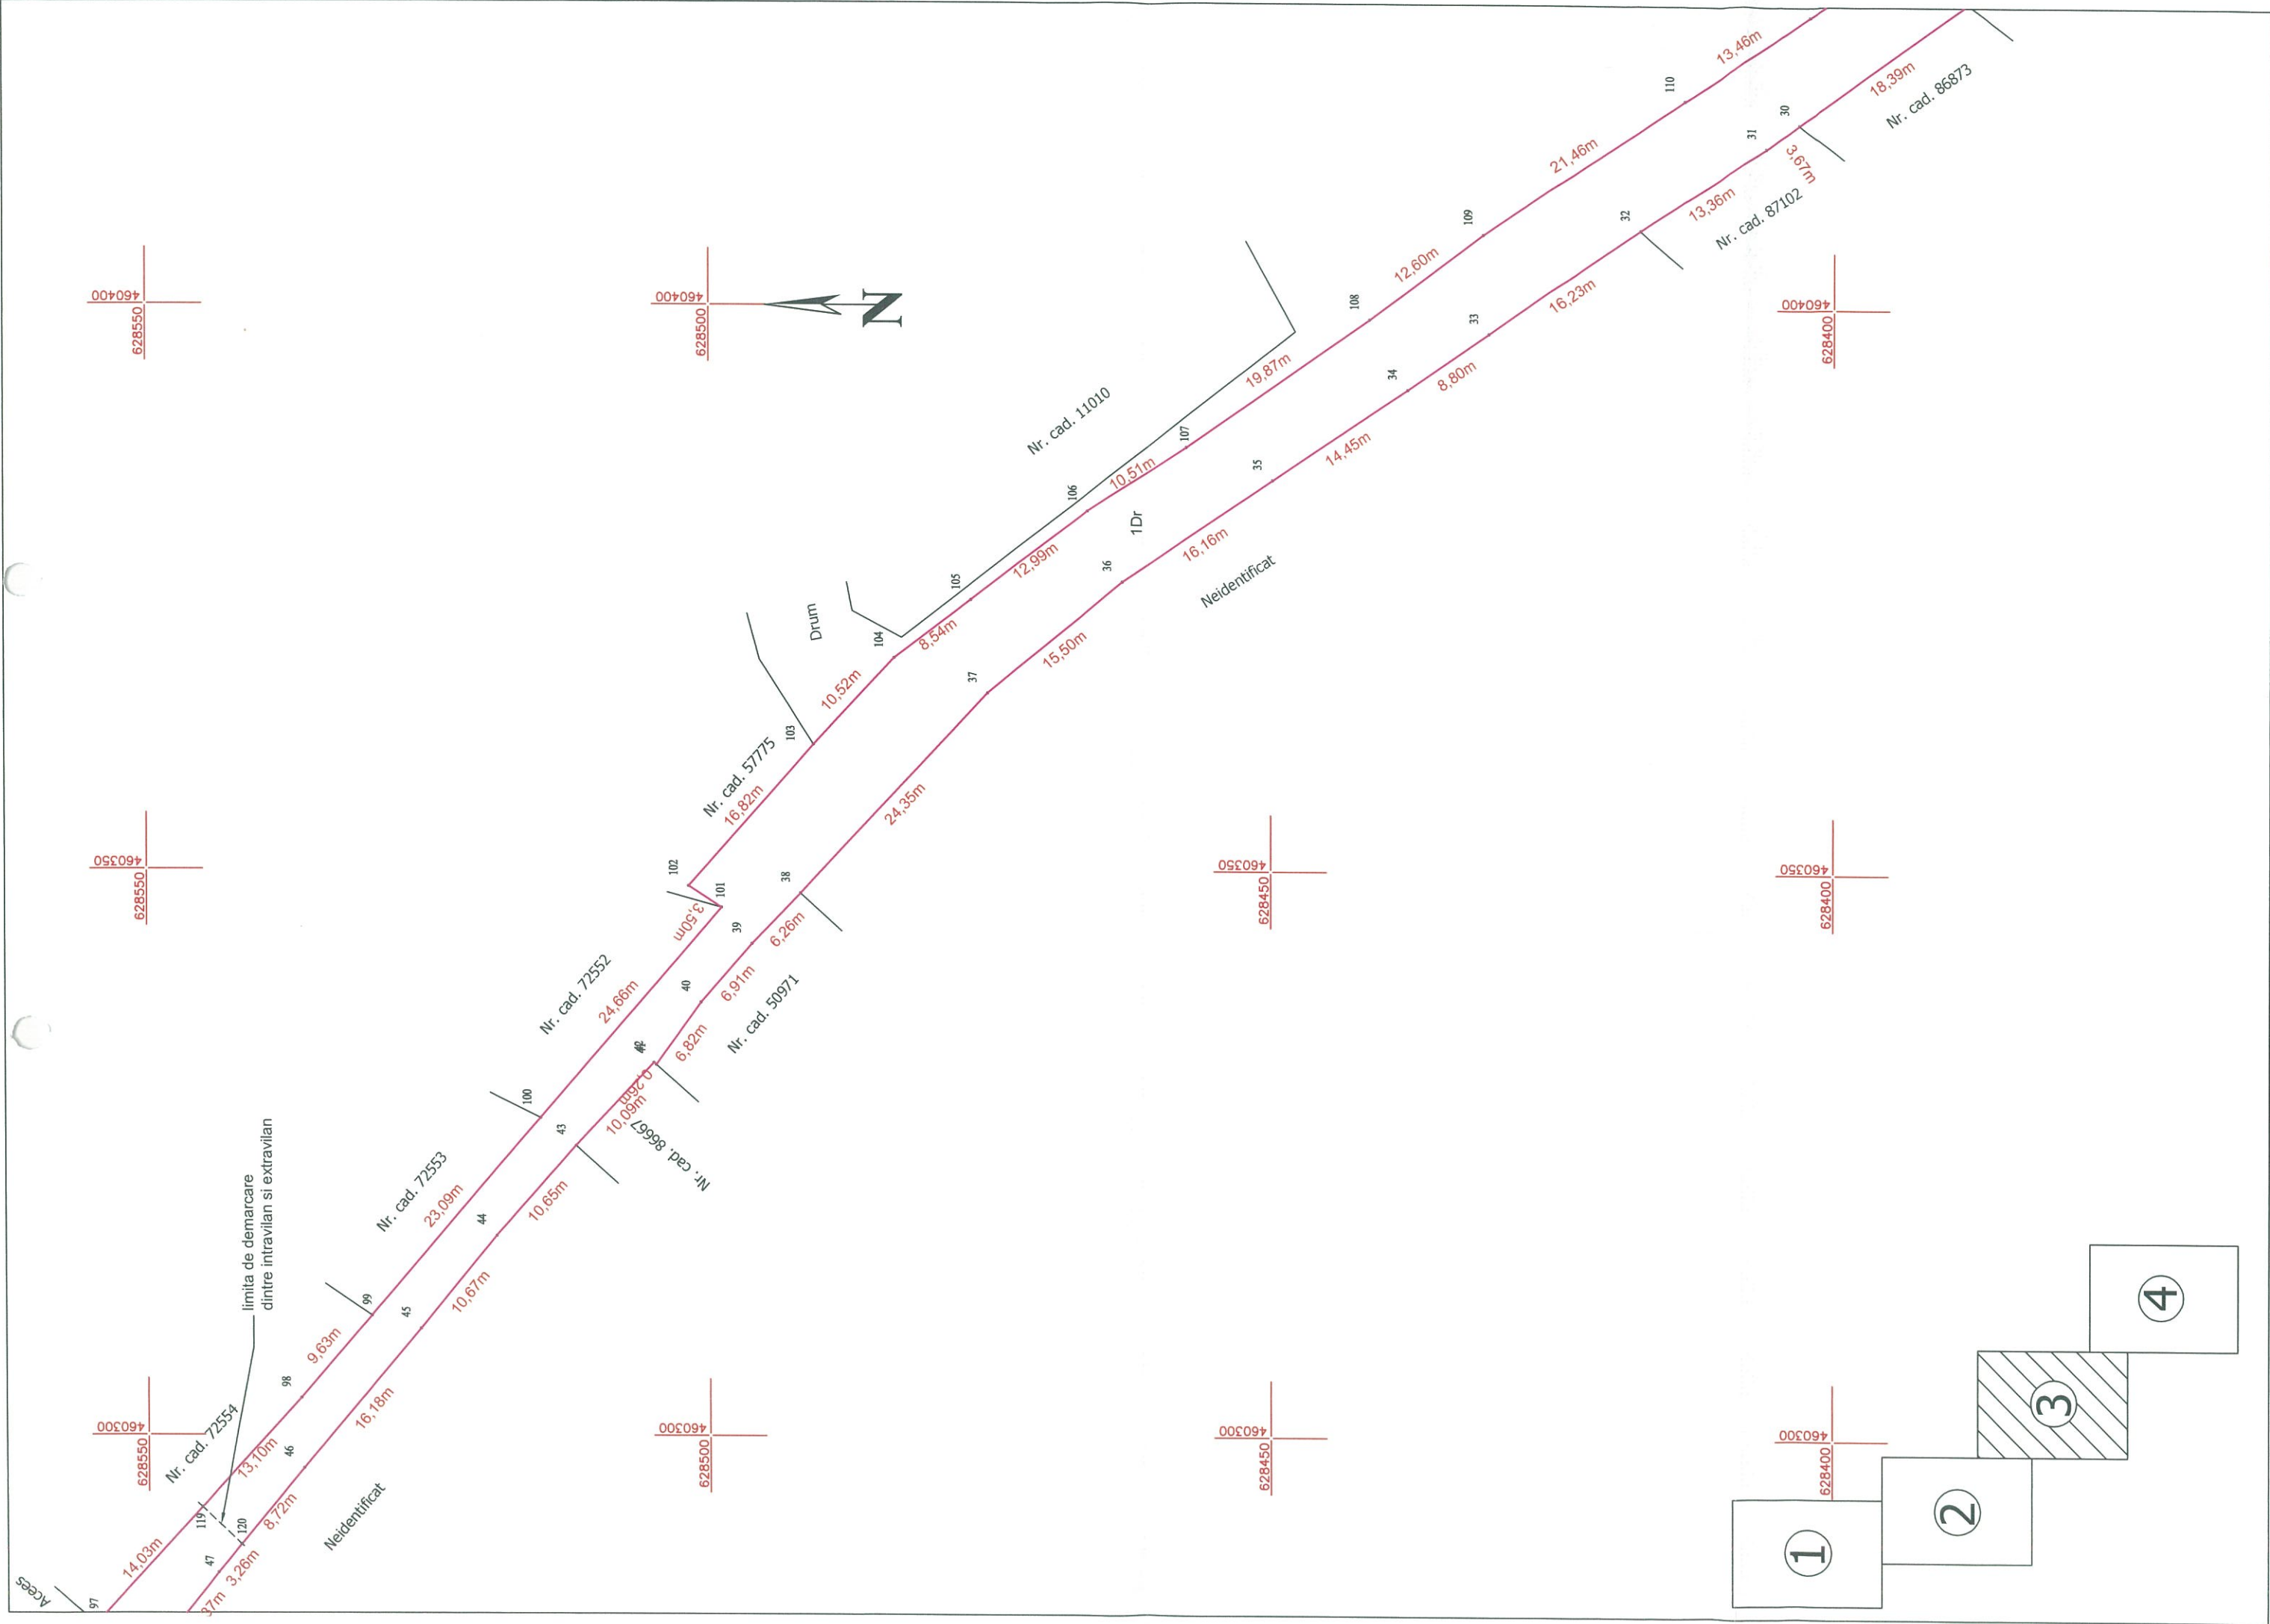 Accees
97
14,03m
119
47
120
37m
3,26m
8,72m
Neidentificat
Nr. cad. 72554
13,10m
46
98
limita de demarcare
dintre intravilan si extravilan
9,63m
99
16,18m
45
Nr. cad. 72553
23,09m
10,67m
44
10,65m
100
43
Nr. cad. 86667
10,09m
0,26m
Nr. cad. 72552
24,66m
6,82m
40
Nr. cad. 50971
6,91m
39
6,26m
3,50m
101
102
38
Nr. cad. 57775
16,82m
103
24,35m
10,52m
Drum
104
37
8,54m
105
15,50m
12,99m
106
36
1Dr
Neidentificat
16,16m
Nr. cad. 11010
10,51m
107
35
14,45m
19,87m
34
8,80m
108
33
12,60m
16,23m
109
32
21,46m
13,36m
Nr. cad. 87102
110
31
3,67m
30
13,46m
18,39m
Nr. cad. 86873
460400
628550
460400
628500
N
460400
628400
460350
628550
460350
628450
460350
628400
460300
628550
460300
628500
460300
628450
460300
628400
1
2
3
4